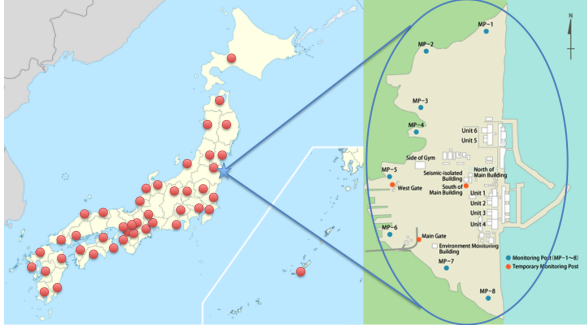 MP-1
N
MP-2
MP-3
MP-4
Unit 6
Unit 5
Side of Gym
MP-5
Seismic-isolated
Building
North of
Main Building
West Gate
South of
Main Building
Unit 1
Unit 2
Unit 3
Unit 4
MP-6
Main Gate
Environment Monitoring
Building
MP-7
Monitoring Post (MP-1~8)
Temporary Monitoring Post
MP-8